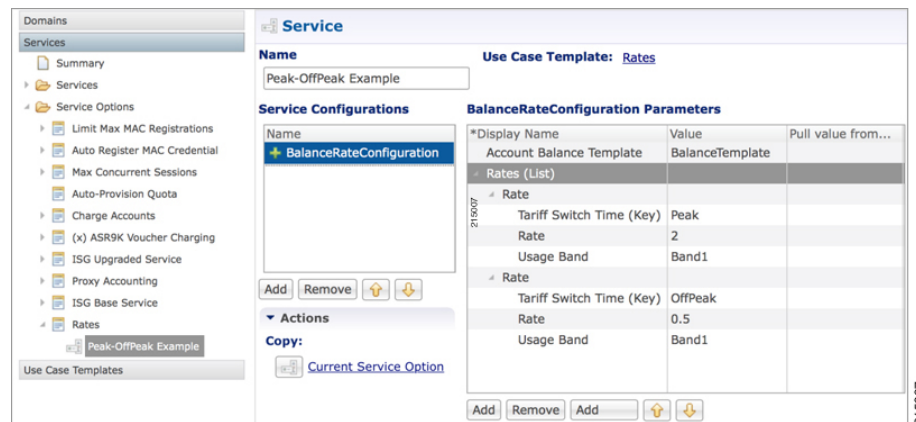 Domains
Services
Summary
Services
Service Options
Limit Max MAC Registrations
Auto Register MAC Credential
Max Concurrent Sessions
Auto-Provision Quota
Charge Accounts
(x) ASR9K Voucher Charging
ISG Upgraded Service
Proxy Accounting
ISG Base Service
Rates
Peak-OffPeak Example
Use Case Templates
Service
Name
Peak-OffPeak Example
Use Case Template: Rates
Service Configurations
Name
BalanceRateConfiguration
Add Remove
Actions
Copy:
Current Service Option
BalanceRateConfiguration Parameters
*Display Name Value Pull value from...
Account Balance Template BalanceTemplate
Rates (List)
Rate
Tariff Switch Time (Key) Peak
Rate 2
Usage Band Band1
Rate
Tariff Switch Time (Key) OffPeak
Rate 0.5
Usage Band Band1
Add Remove Add
215007